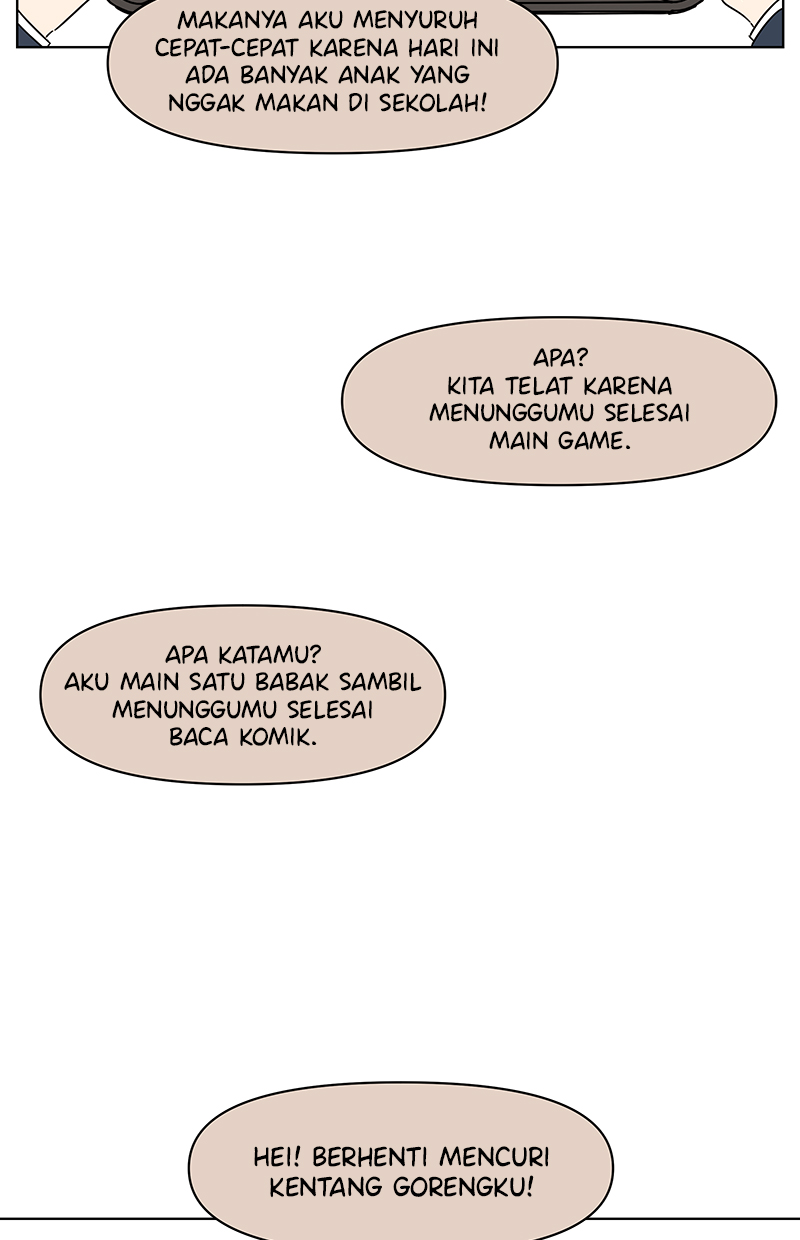 MAKANYA AKU MENYURUH
CEPAT-CEPAT KARENA HARI INI
ADA BANYAK ANAK YANG
NGGAK MAKAN DI SEKOLAH!
APA?
KITA TELAT KARENA
MENUNGGUMU SELESAI
MAIN GAME.
APA KATAMU?
AKU MAIN SATU BABAK SAMBIL
MENUNGGUMU SELESAI
BACA KOMIK.
HEI! BERHENTI MENCURI
KENTANG GORENGKU!